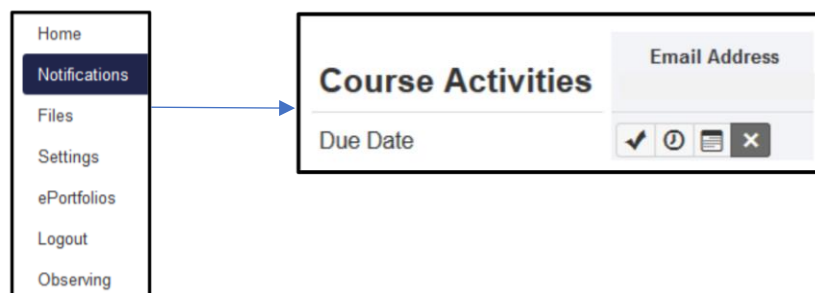 Home
Notifications
Files
Settings
ePortfolios
Logout
Observing
Email Address
Course Activities
Due Date